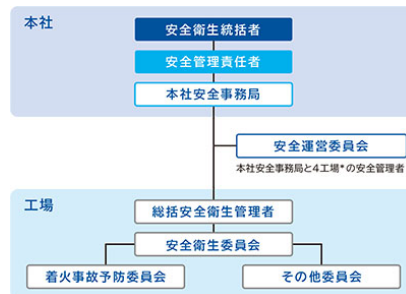 本社
安全衛生統括者
安全管理責任者
本社安全事務局
安全運営委員会
本社安全事務局と4工場*の安全管理者
工場
総括安全衛生管理者
安全衛生委員会
着火事故予防委員会
その他委員会